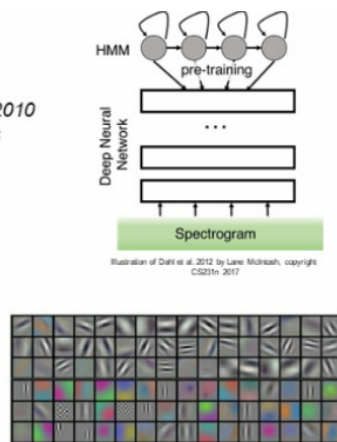 HMM
pre-training
2010
...
Deep Neural
Network
Spectrogram
Illustration of Dahl et al. 2012 by Lane McIntosh, copyright
CS231n 2017